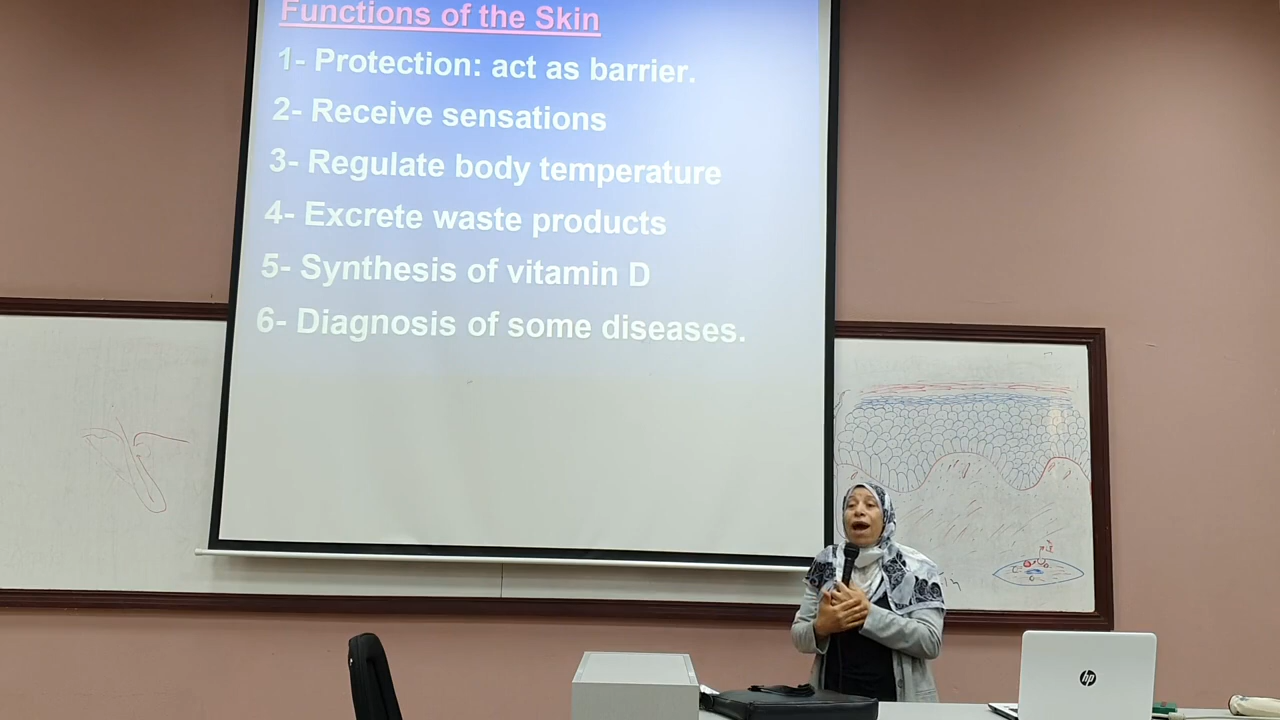 Functions of the Skin
1- Protection: act as barrier.
2- Receive sensations
3- Regulate body temperature
4- Excrete waste products
5- Synthesis of vitamin D
6- Diagnosis of some diseases.
hp